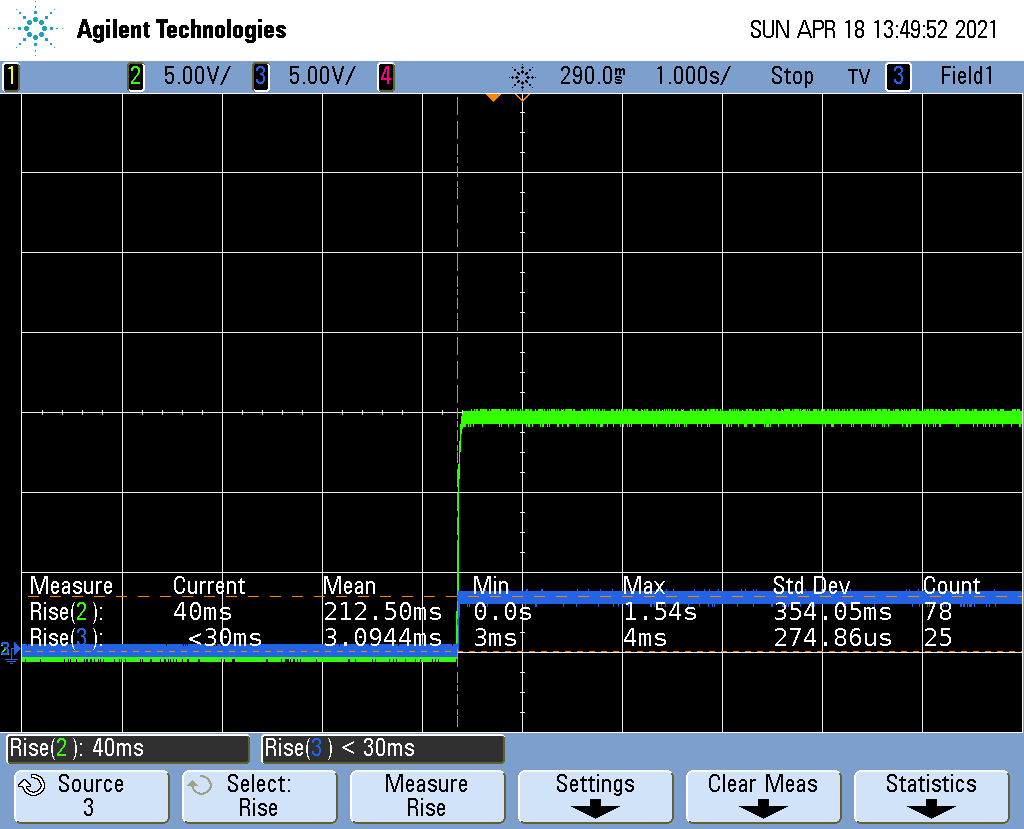 Agilent Technologies SUN APR 18 13:49:52 2021
1 2 5.00V/ 3 5.00V/ 4 290.0ms 1.000s/ Stop TV 3 Field1
Measure Current Mean Min Max Std Dev Count
Rise(2): 40ms 212.50ms 0.0s 1.54s 354.05ms 78
Rise(3): <30ms 3.0944ms 3ms 4ms 274.86us 25
2
Rise(2): 40ms Rise(3) < 30ms
Source Select: Measure Settings Clear Meas Statistics
3 Rise Rise